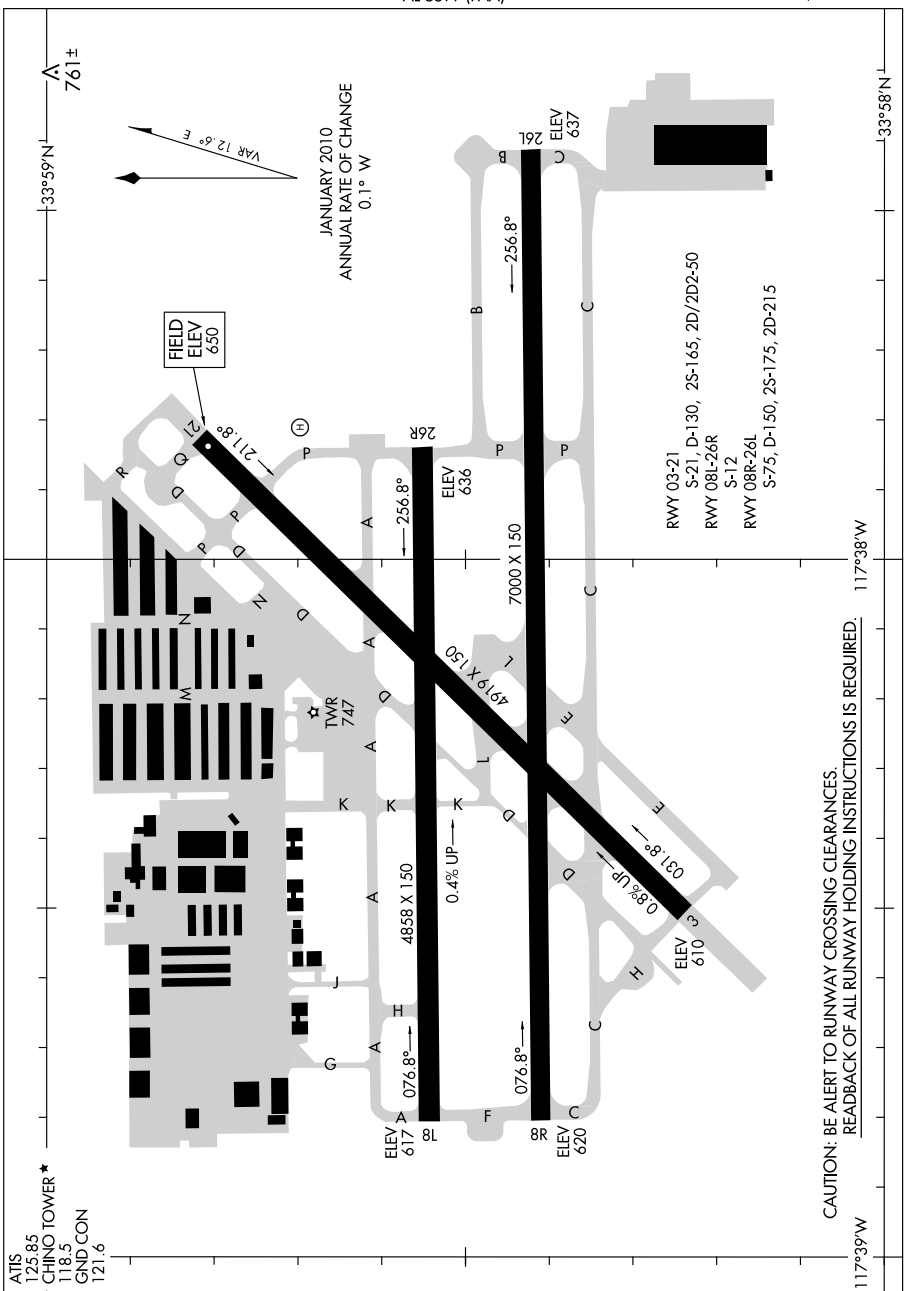 ATIS
125.85
CHINO TOWER ★
118.5
GND CON
121.6
33°59'N
761±
VAR 12.6° E
JANUARY 2010
ANNUAL RATE OF CHANGE
0.1° W
FIELD
ELEV
650
21
211.8°
R
Q
D
P
P
D
N
D
N
W
H
P
A
256.8°
26R
ELEV
636
A
D
TWR
747
A
K
K
K
0.4% UP
4858 X 150
A
J
H
G
A
076.8°
A
ELEV
617
8L
F
4919 X 150
L
L
D
B
B
256.8°
26L
ELEV
637
C
P
P
C
7000 X 150
C
E
E
D
031.8°
0.8% UP
3
ELEV
610
H
C
076.8°
8R
C
ELEV
620
RWY 03-21
S-21, D-130, 2S-165, 2D/2D2-50
RWY 08L-26R
S-12
RWY 08R-26L
S-75, D-150, 2S-175, 2D-215
33°58'N
CAUTION: BE ALERT TO RUNWAY CROSSING CLEARANCES.
READBACK OF ALL RUNWAY HOLDING INSTRUCTIONS IS REQUIRED.
117°39'W
117°38'W